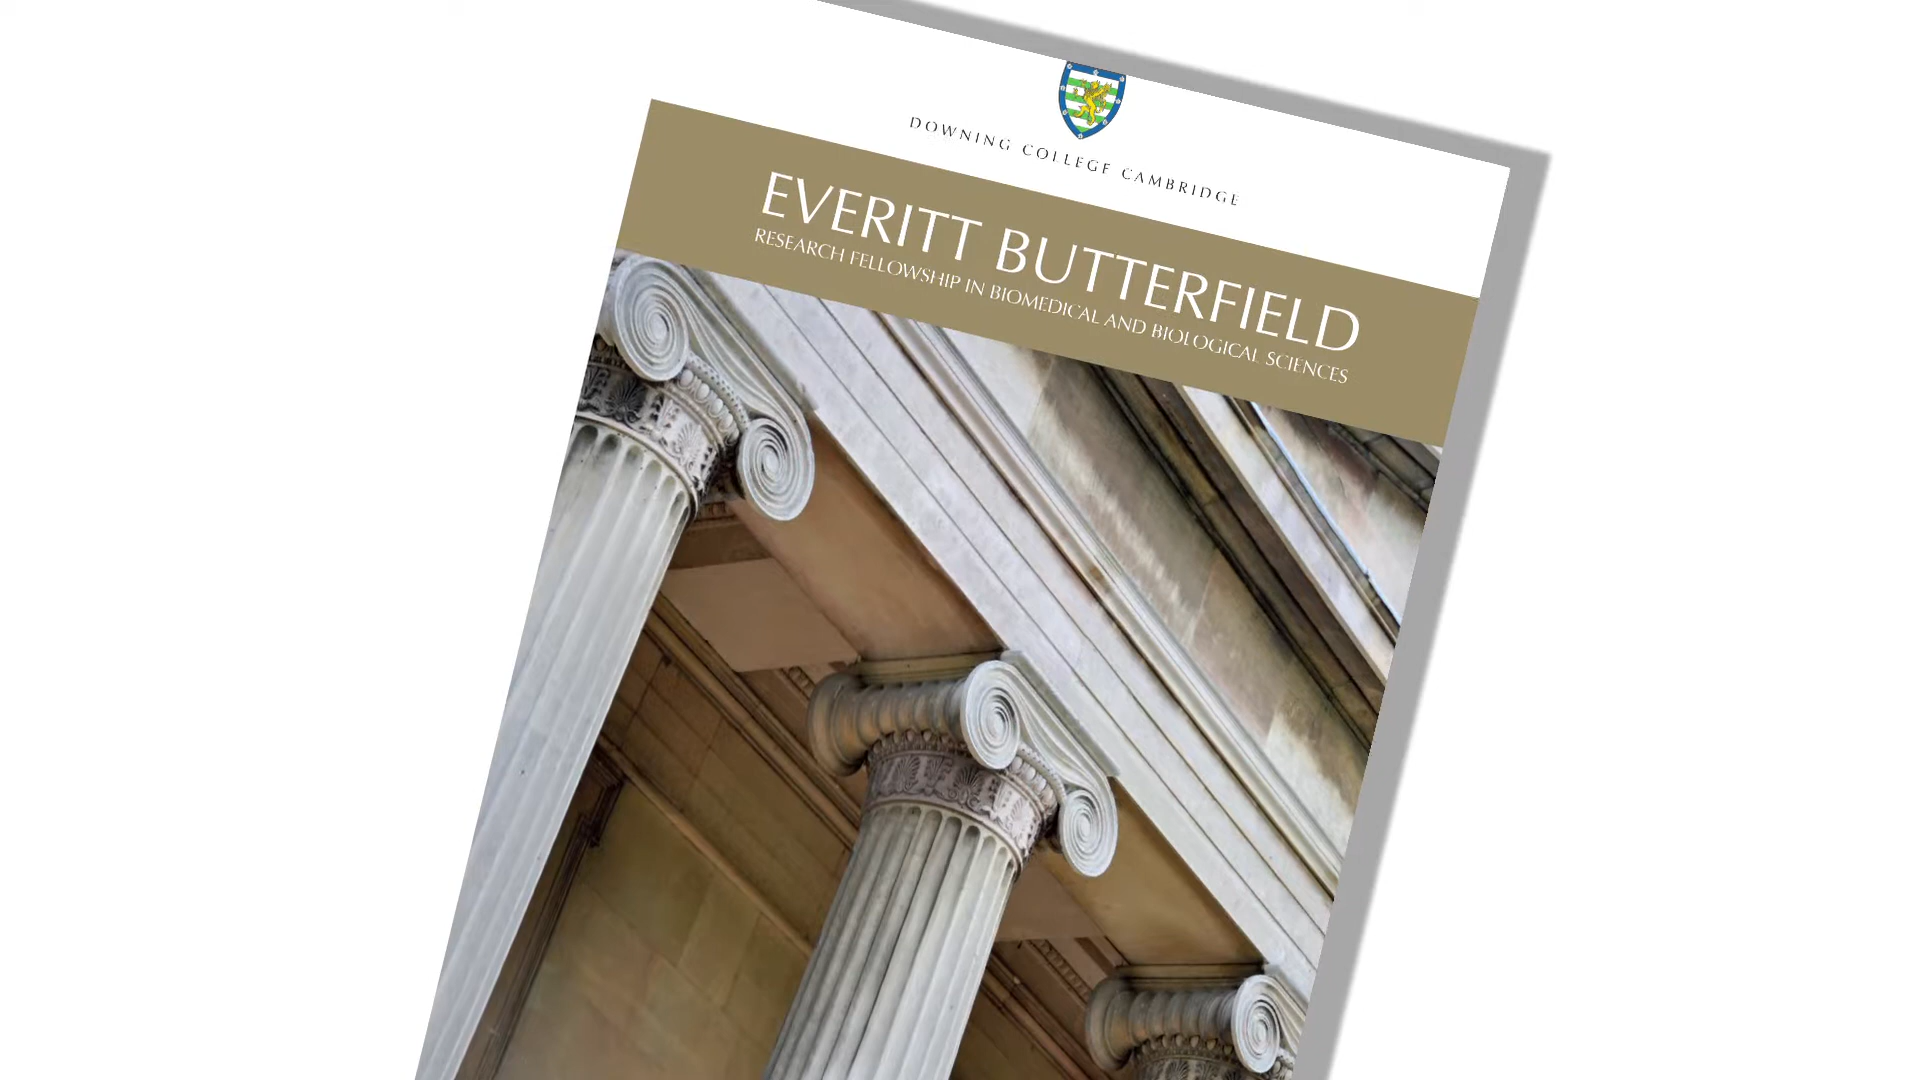 DOWNING COLLEGE CAMBRIDGE
EVERITT BUTTERFIELD
RESEARCH FELLOWSHIP IN BIOMEDICAL AND BIOLOGICAL SCIENCES